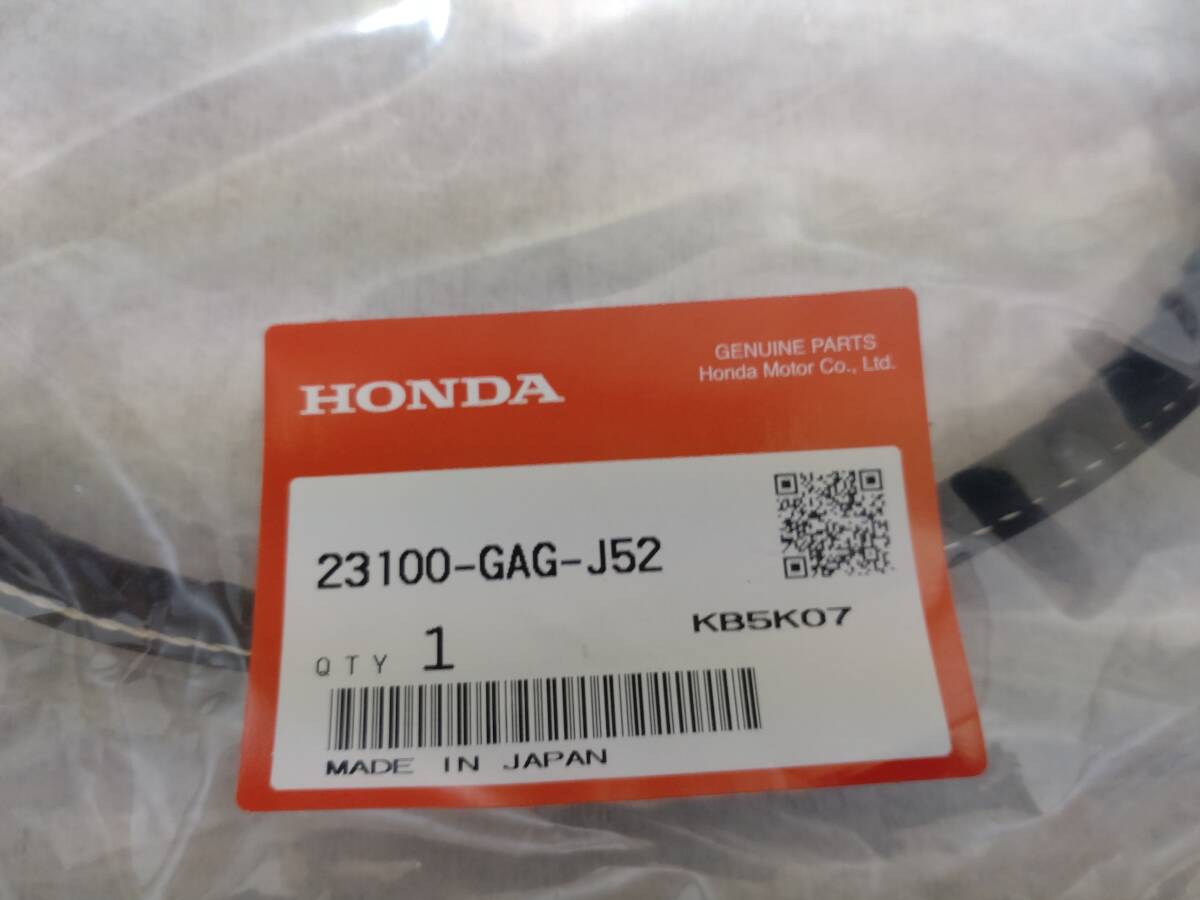 HONDA
GENUINE PARTS
Honda Motor Co., Ltd.
23100-GAG-J52
KB5K07
QTY 1
MADE IN JAPAN